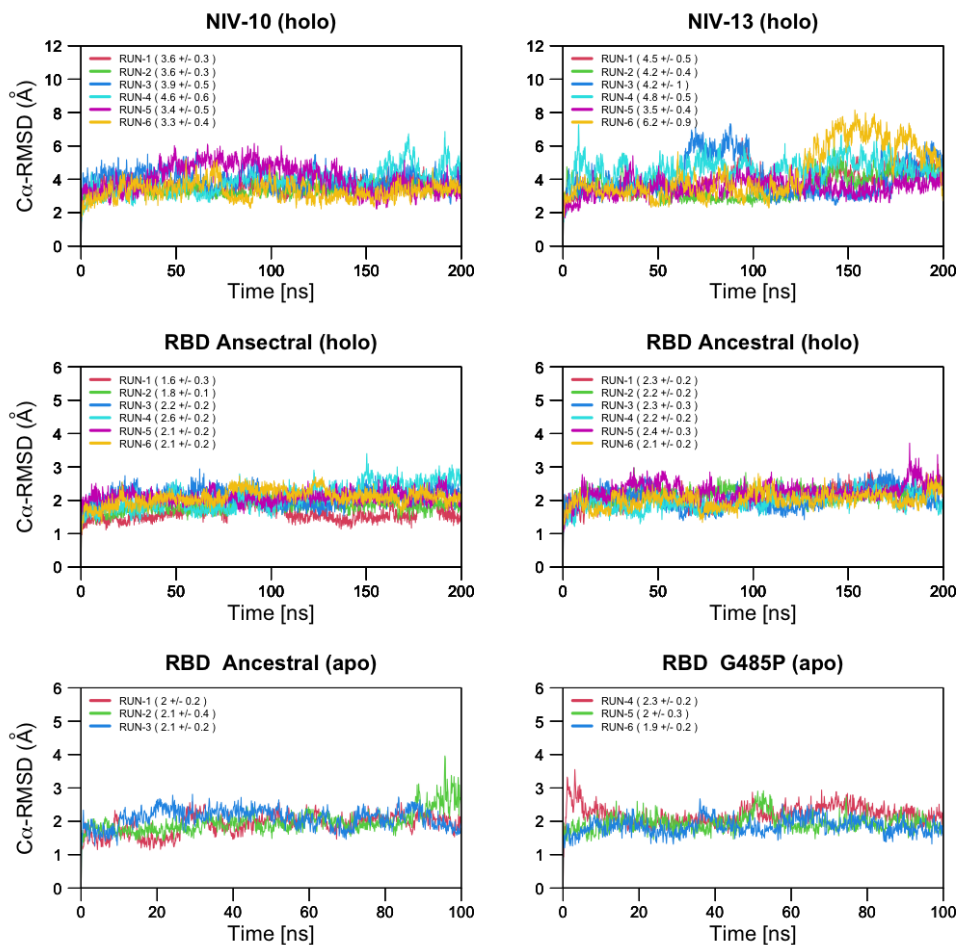 NIV-10 (holo)
Cα-RMSD (Å)
12
10
8
6
4
2
0
RUN-1 ( 3.6 +/- 0.3 )
RUN-2 ( 3.6 +/- 0.3 )
RUN-3 ( 3.9 +/- 0.5 )
RUN-4 ( 4.6 +/- 0.6 )
RUN-5 ( 3.4 +/- 0.5 )
RUN-6 ( 3.3 +/- 0.4 )
0 50 100 150 200
Time [ns]
NIV-13 (holo)
12
10
8
6
4
2
0
RUN-1 ( 4.5 +/- 0.5 )
RUN-2 ( 4.2 +/- 0.4 )
RUN-3 ( 4.2 +/- 1 )
RUN-4 ( 4.8 +/- 0.5 )
RUN-5 ( 3.5 +/- 0.4 )
RUN-6 ( 6.2 +/- 0.9 )
0 50 100 150 200
Time [ns]
RBD Ansectral (holo)
Cα-RMSD (Å)
6
5
4
3
2
1
0
RUN-1 ( 1.6 +/- 0.3 )
RUN-2 ( 1.8 +/- 0.1 )
RUN-3 ( 2.2 +/- 0.2 )
RUN-4 ( 2.6 +/- 0.2 )
RUN-5 ( 2.1 +/- 0.2 )
RUN-6 ( 2.1 +/- 0.2 )
0 50 100 150 200
Time [ns]
RBD Ancestral (holo)
6
5
4
3
2
1
0
RUN-1 ( 2.3 +/- 0.2 )
RUN-2 ( 2.2 +/- 0.2 )
RUN-3 ( 2.3 +/- 0.3 )
RUN-4 ( 2.2 +/- 0.2 )
RUN-5 ( 2.4 +/- 0.3 )
RUN-6 ( 2.1 +/- 0.2 )
0 50 100 150 200
Time [ns]
RBD Ancestral (apo)
Cα-RMSD (Å)
6
5
4
3
2
1
0
RUN-1 ( 2 +/- 0.2 )
RUN-2 ( 2.1 +/- 0.4 )
RUN-3 ( 2.1 +/- 0.2 )
0 20 40 60 80 100
Time [ns]
RBD G485P (apo)
6
5
4
3
2
1
0
RUN-4 ( 2.3 +/- 0.2 )
RUN-5 ( 2 +/- 0.3 )
RUN-6 ( 1.9 +/- 0.2 )
0 20 40 60 80 100
Time [ns]